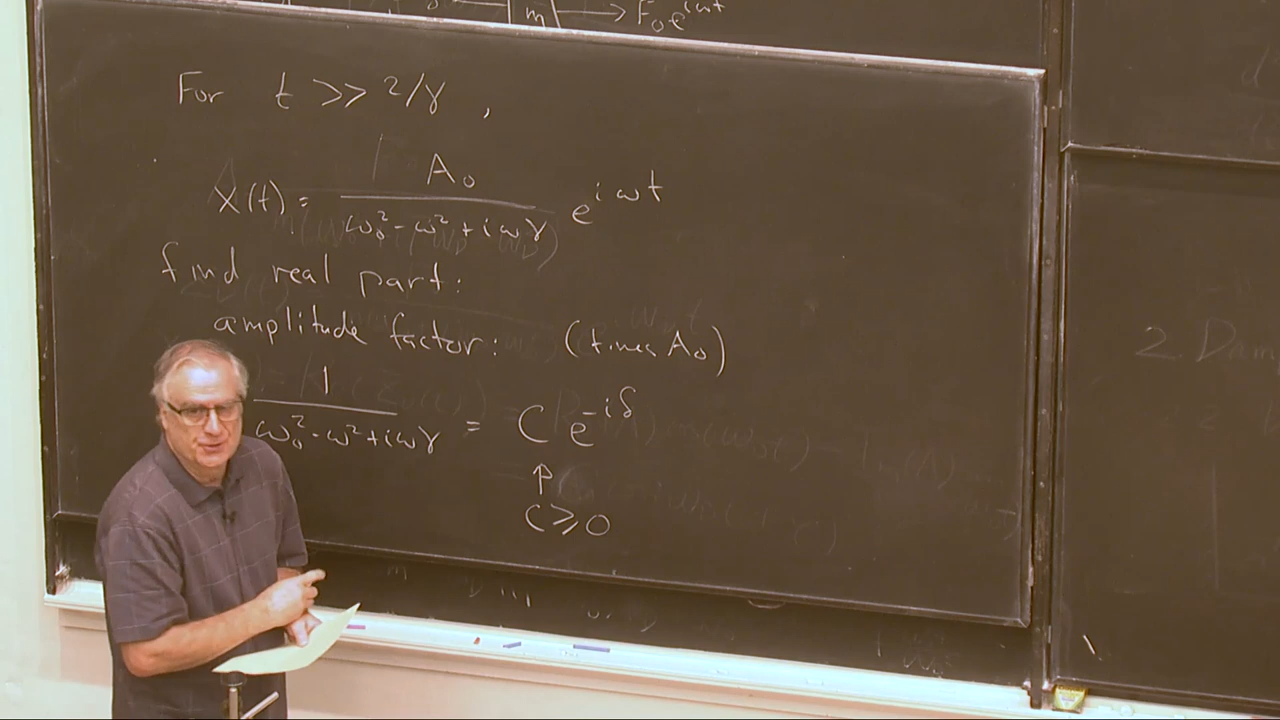 m → F₀e^{iωt}
For t >> 2/γ ,
x(t) = A₀ / (ω₀² - ω² + iωγ) e^{iωt}
find real part:
amplitude factor: (times A₀)
1 / (ω₀² - ω² + iωγ) = C e^{-iδ}
↑
C ⩾ 0
2. Dam